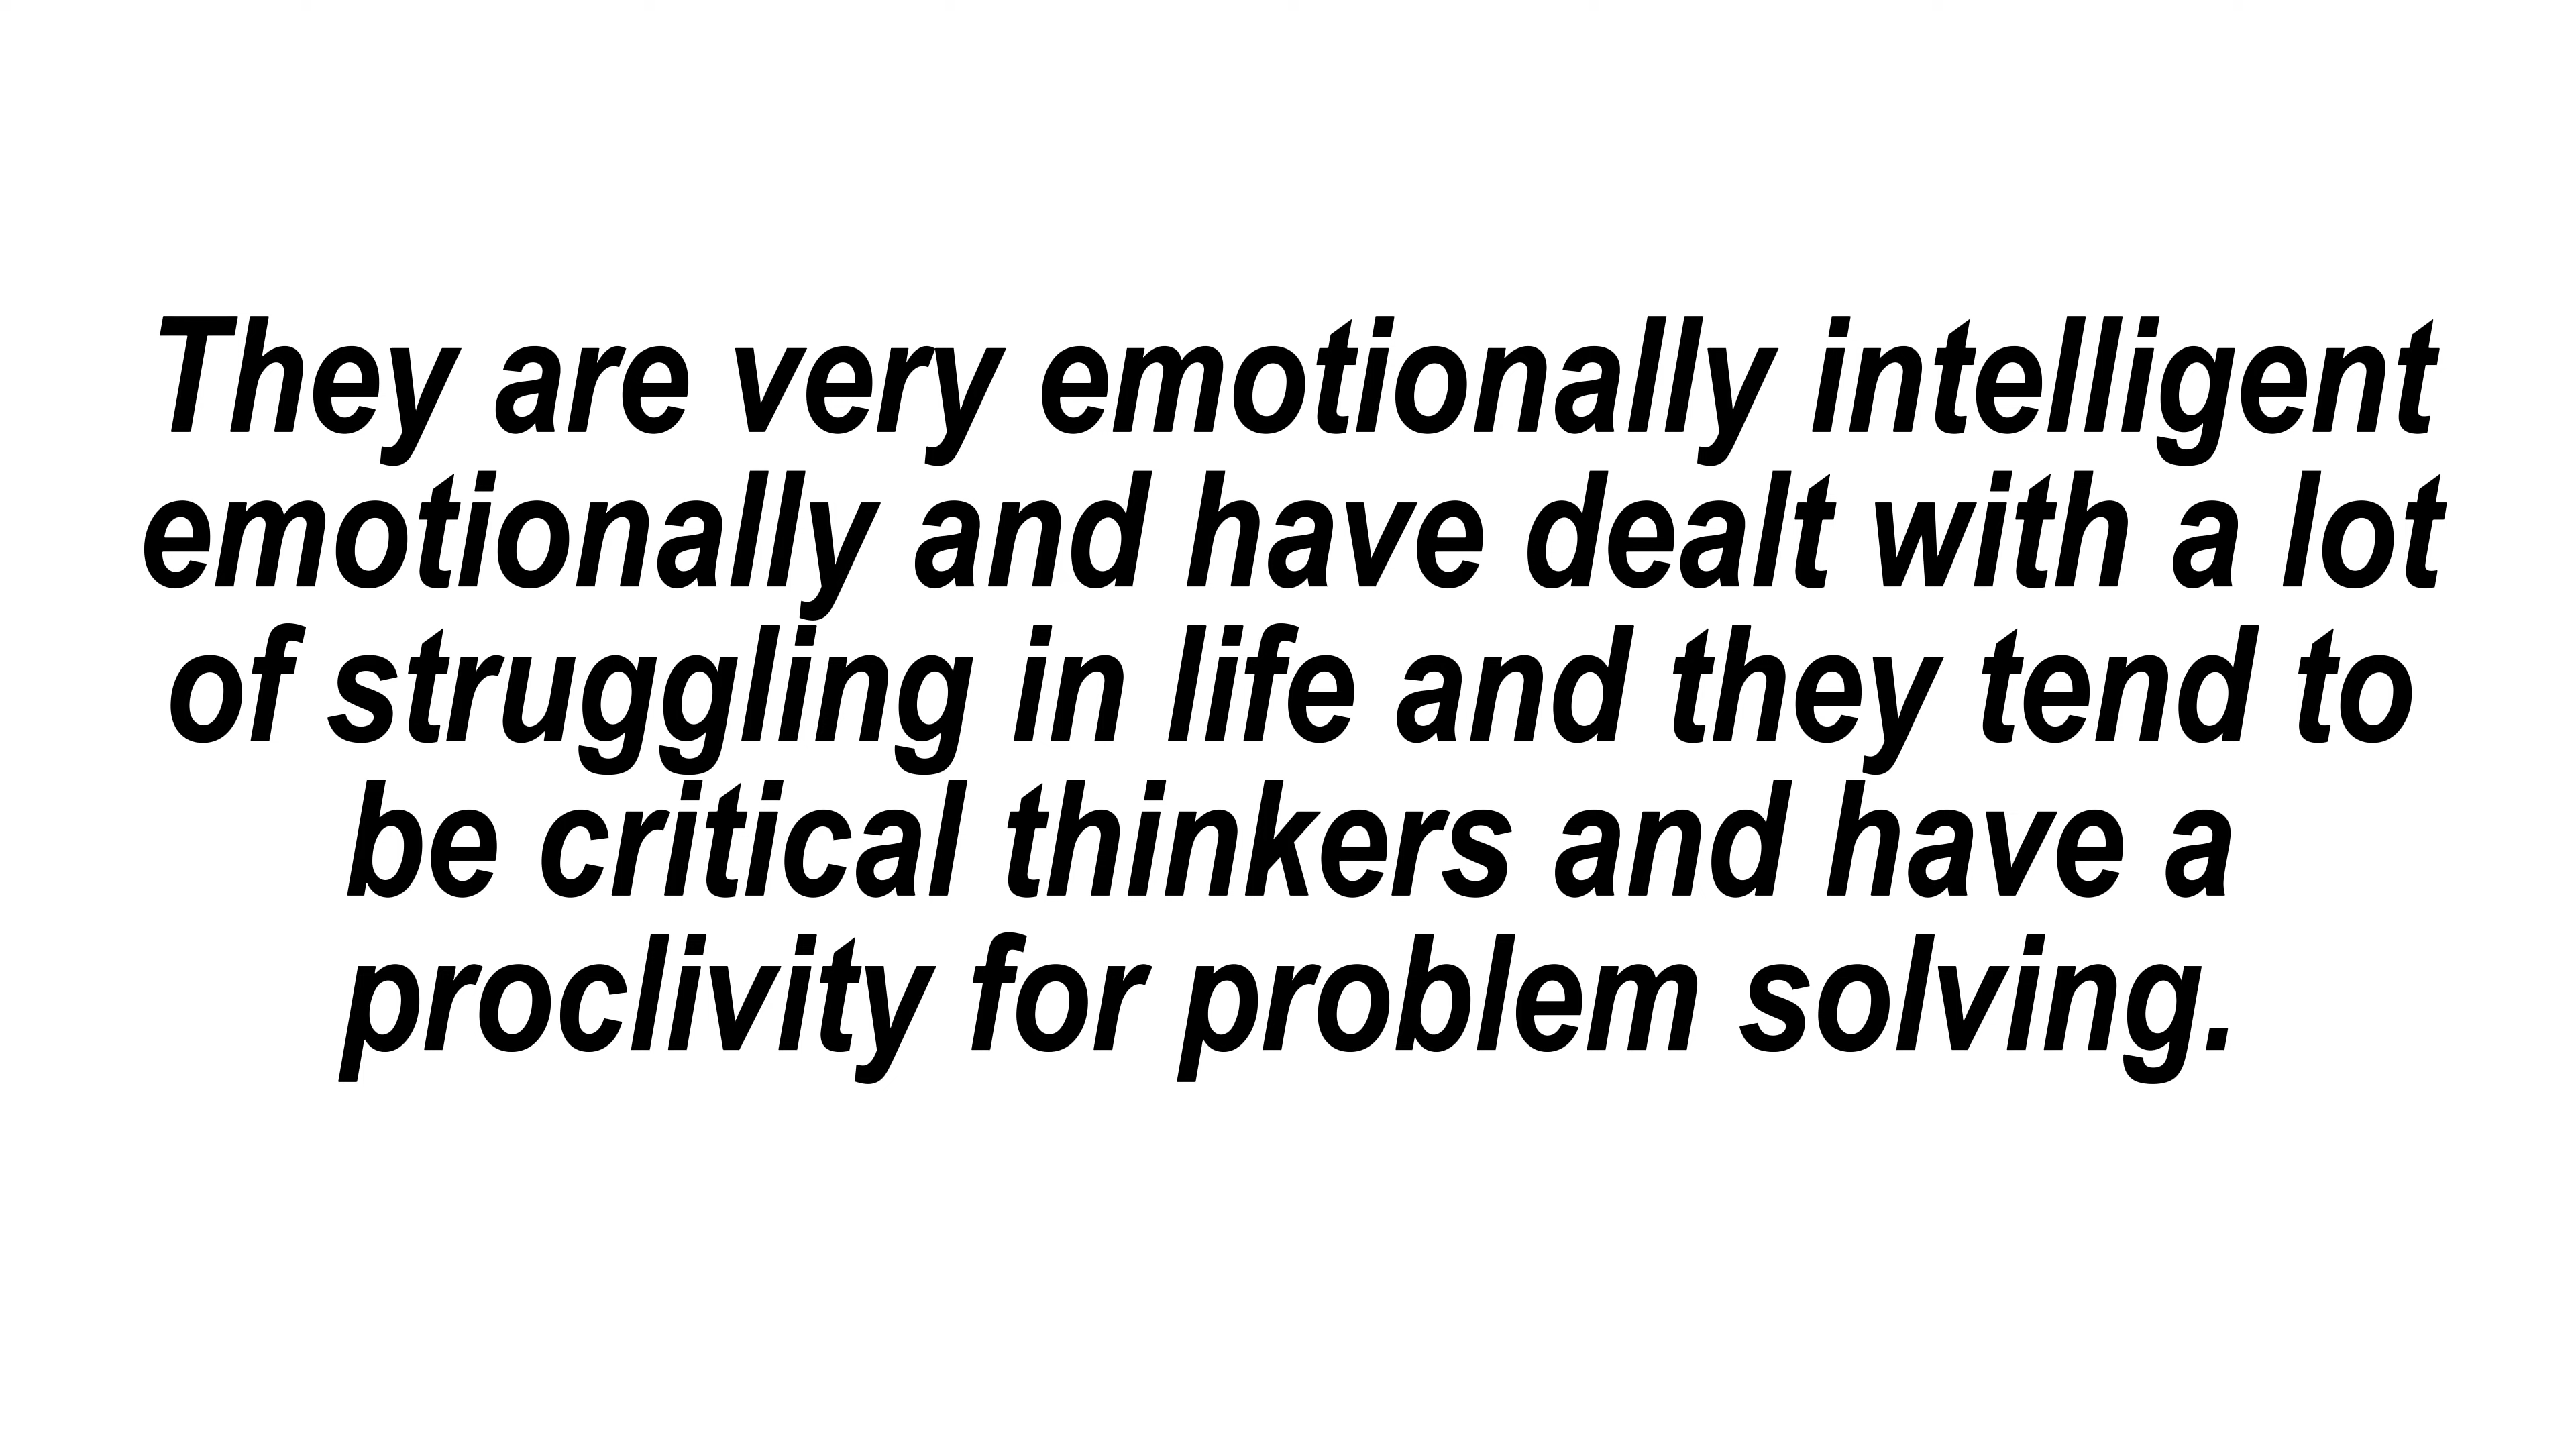 They are very emotionally intelligent
emotionally and have dealt with a lot
of struggling in life and they tend to
be critical thinkers and have a
proclivity for problem solving.